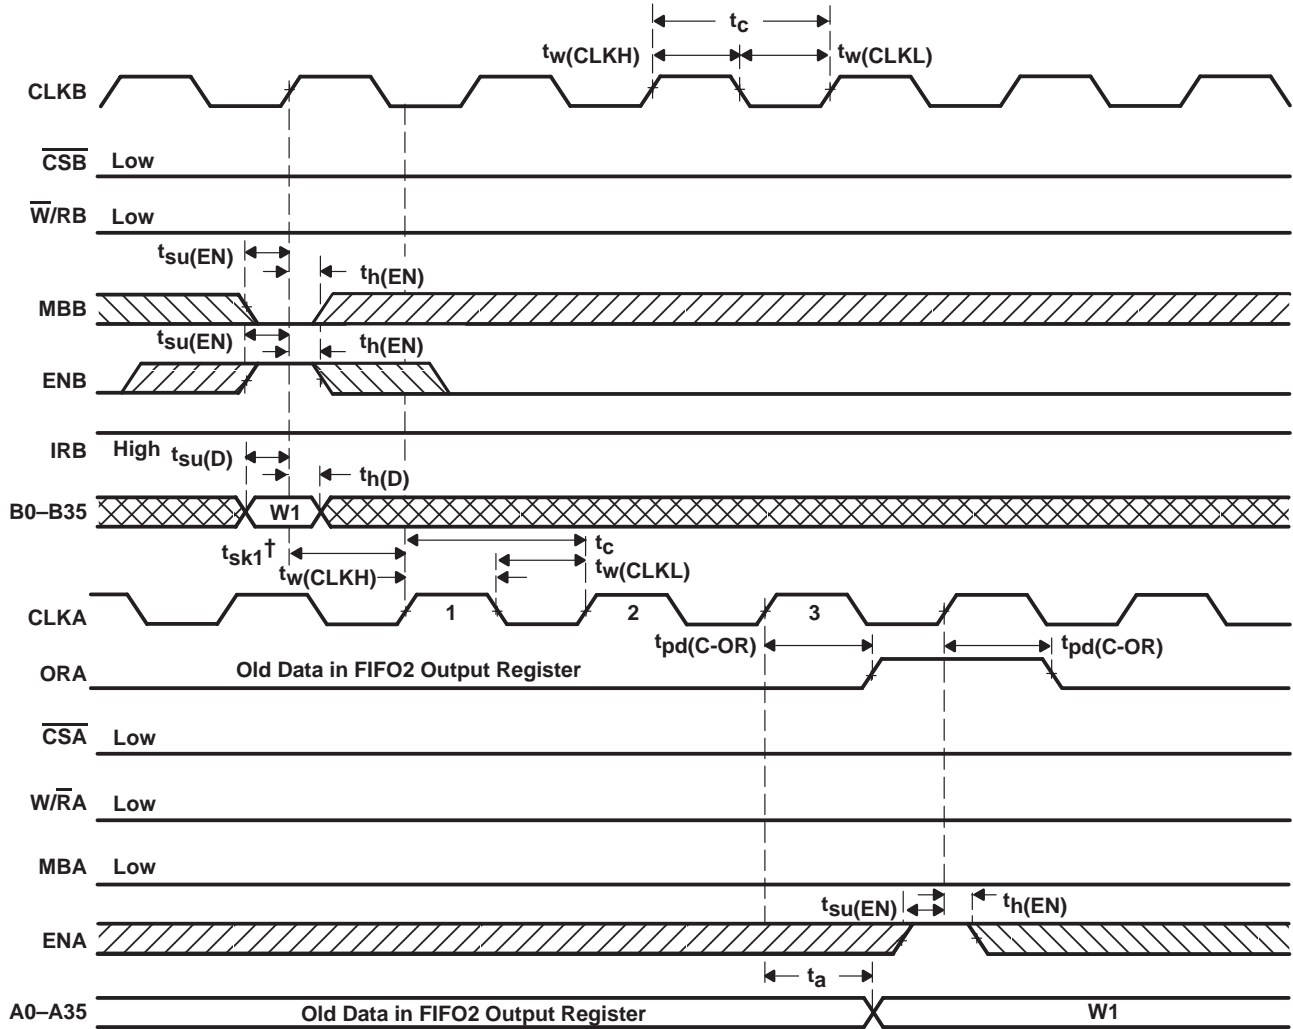 tc
tw(CLKH) tw(CLKL)
CLKB
CSB Low
W/RB Low
tsu(EN) th(EN)
MBB
tsu(EN) th(EN)
ENB
IRB High
tsu(D) th(D)
B0–B35 W1
tsk1† tc
tw(CLKH) tw(CLKL)
CLKA 1 2 3
tpd(C-OR) tpd(C-OR)
ORA Old Data in FIFO2 Output Register
CSA Low
W/RA Low
MBA Low
tsu(EN) th(EN)
ENA
ta
A0–A35 Old Data in FIFO2 Output Register W1